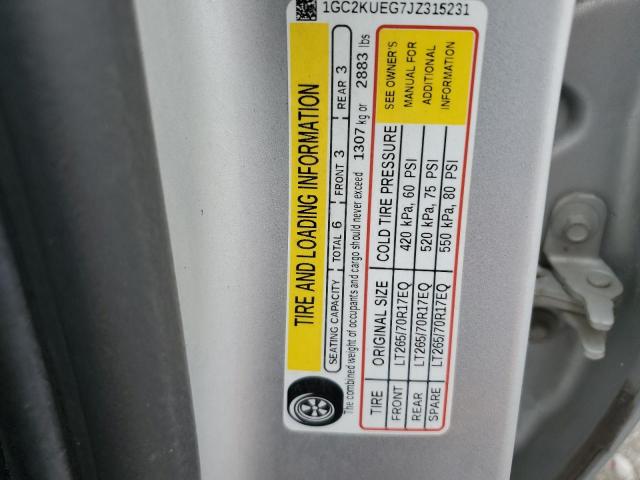 1GC2KUEG7JZ315231
TIRE AND LOADING INFORMATION
SEATING CAPACITY TOTAL 6 FRONT 3 REAR 3
The combined weight of occupants and cargo should never exceed 1307 kg or 2883 lbs
TIRE ORIGINAL SIZE COLD TIRE PRESSURE SEE OWNER'S
FRONT LT265/70R17EQ 420 kPa, 60 PSI MANUAL FOR
REAR LT265/70R17EQ 520 kPa, 75 PSI ADDITIONAL
SPARE LT265/70R17EQ 550 kPa, 80 PSI INFORMATION